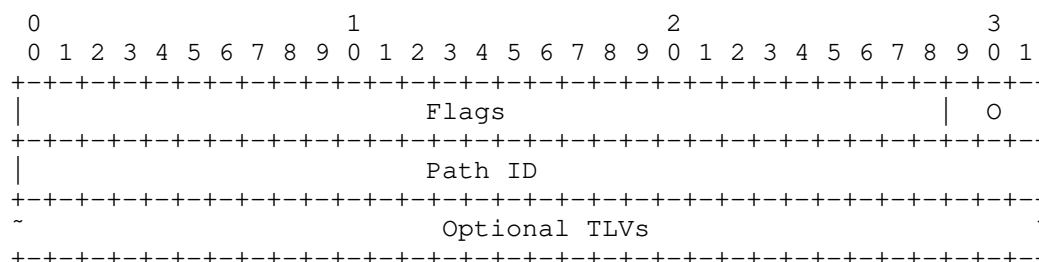 0                   1                   2                   3
0 1 2 3 4 5 6 7 8 9 0 1 2 3 4 5 6 7 8 9 0 1 2 3 4 5 6 7 8 9 0 1
+-+-+-+-+-+-+-+-+-+-+-+-+-+-+-+-+-+-+-+-+-+-+-+-+-+-+-+-+-+-+-+-
| Flags | O
+-+-+-+-+-+-+-+-+-+-+-+-+-+-+-+-+-+-+-+-+-+-+-+-+-+-+-+-+-+-+-+-
| Path ID
+-+-+-+-+-+-+-+-+-+-+-+-+-+-+-+-+-+-+-+-+-+-+-+-+-+-+-+-+-+-+-+-
~ Optional TLVs
+-+-+-+-+-+-+-+-+-+-+-+-+-+-+-+-+-+-+-+-+-+-+-+-+-+-+-+-+-+-+-+-